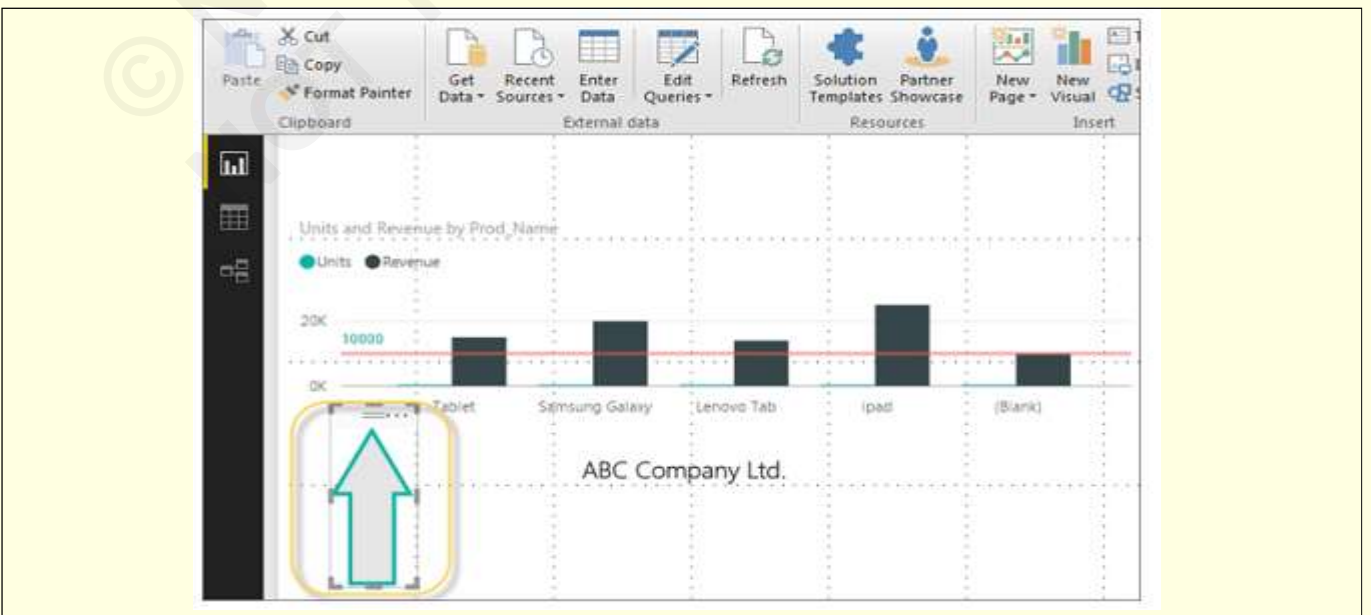 Cut
Copy
Paste
Format Painter
Clipboard
Get Data
Recent Sources
Enter Data
Edit Queries
Refresh
External data
Solution Templates
Partner Showcase
Resources
New Page
New Visual
Insert
Units and Revenue by Prod_Name
Units Revenue
20K
10000
0K
Tablet Samsung Galaxy Lenovo Tab ipad (Blank)
ABC Company Ltd.